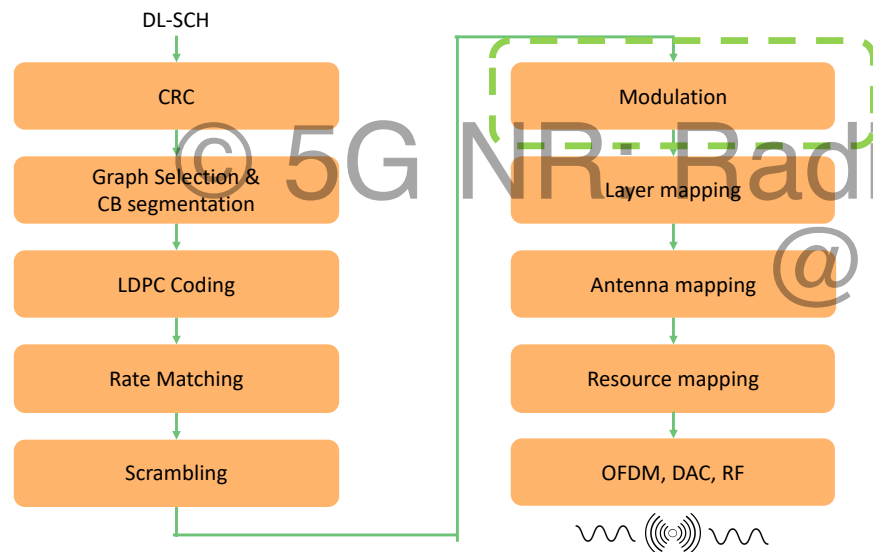 DL-SCH
CRC
Graph Selection &
CB segmentation
LDPC Coding
Rate Matching
Scrambling
Modulation
Layer mapping
Antenna mapping
Resource mapping
OFDM, DAC, RF
© 5G NR: Radi
@